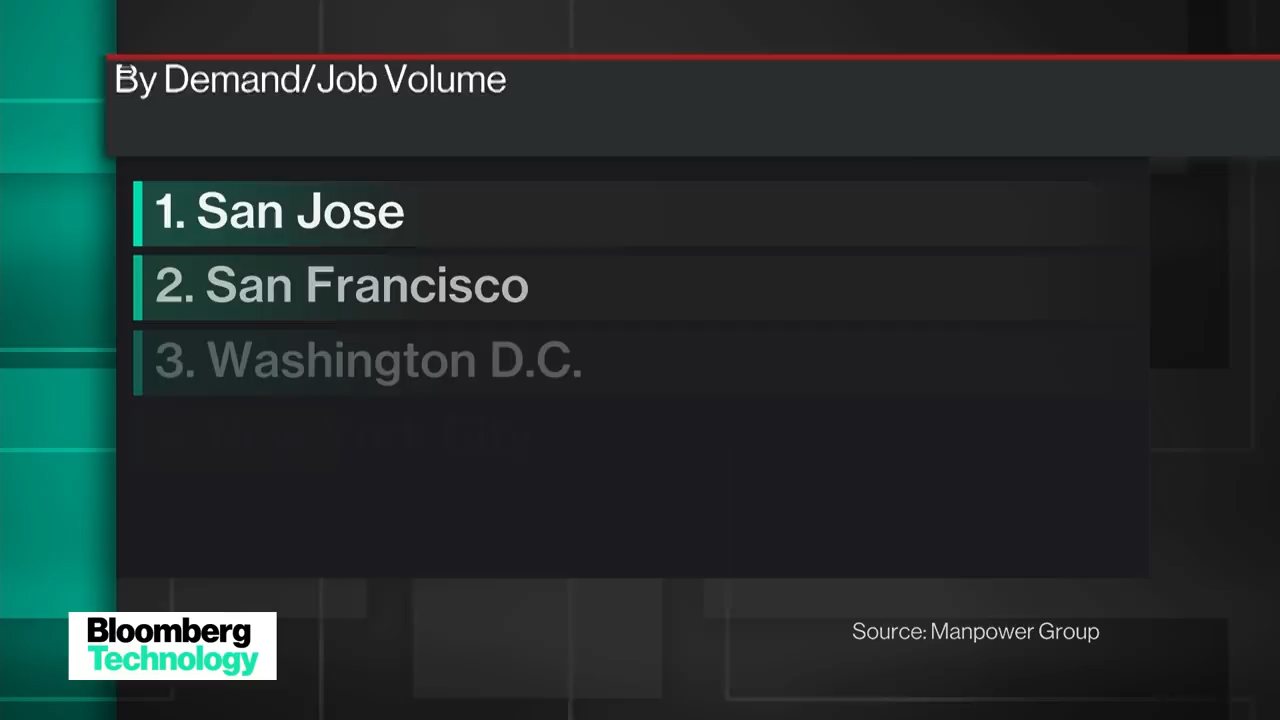 By Demand/Job Volume
1. San Jose
2. San Francisco
3. Washington D.C.
Source: Manpower Group
Bloomberg
Technology